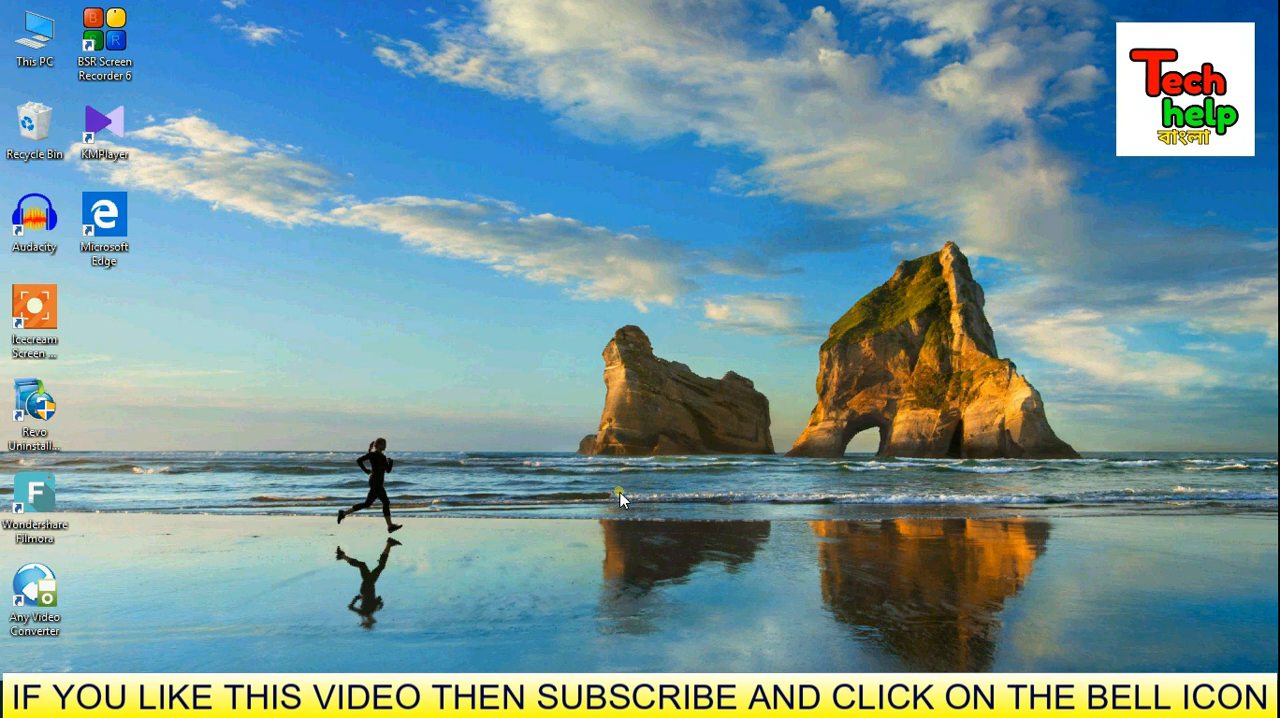 This PC
BSR Screen
Recorder 6
Recycle Bin
KMPlayer
Audacity
Microsoft
Edge
Icecream
Screen ...
Revo
Uninstall...
F
Wondershare
Filmora
Any Video
Converter
B
R
Tech
help
বাংলা
IF YOU LIKE THIS VIDEO THEN SUBSCRIBE AND CLICK ON THE BELL ICON